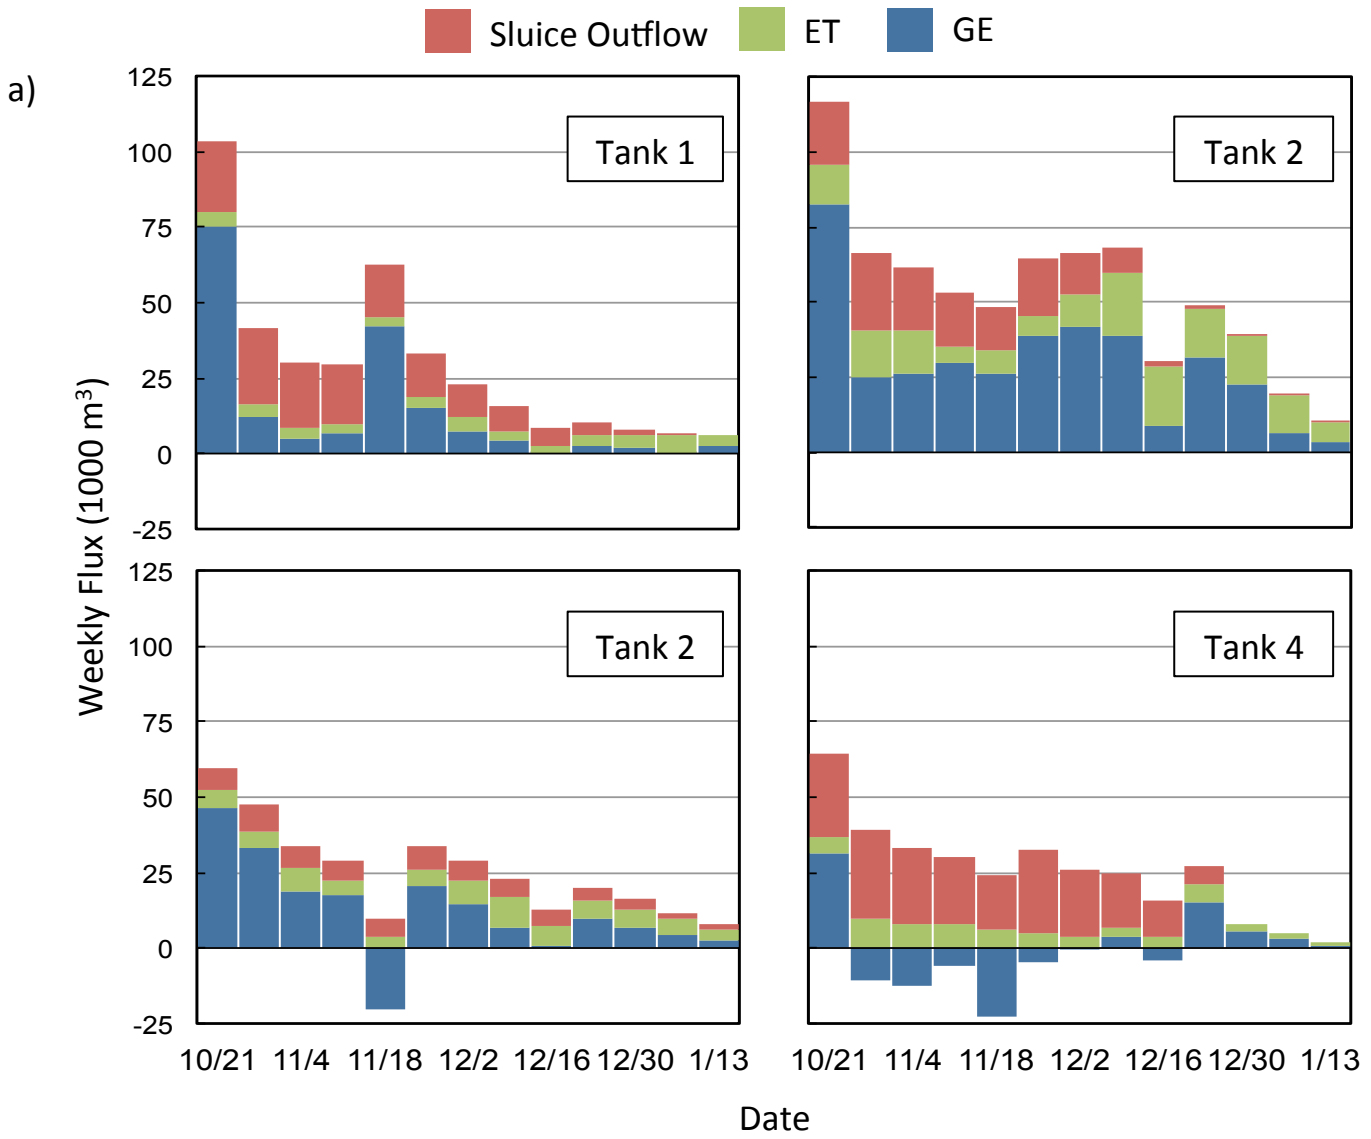 Sluice Outflow ET GE
a)
Weekly Flux (1000 m³)
125
100
75
50
25
0
-25
Tank 1
Tank 2
125
100
75
50
25
0
-25
Tank 2
Tank 4
10/21 11/4 11/18 12/2 12/16 12/30 1/13
10/21 11/4 11/18 12/2 12/16 12/30 1/13
Date